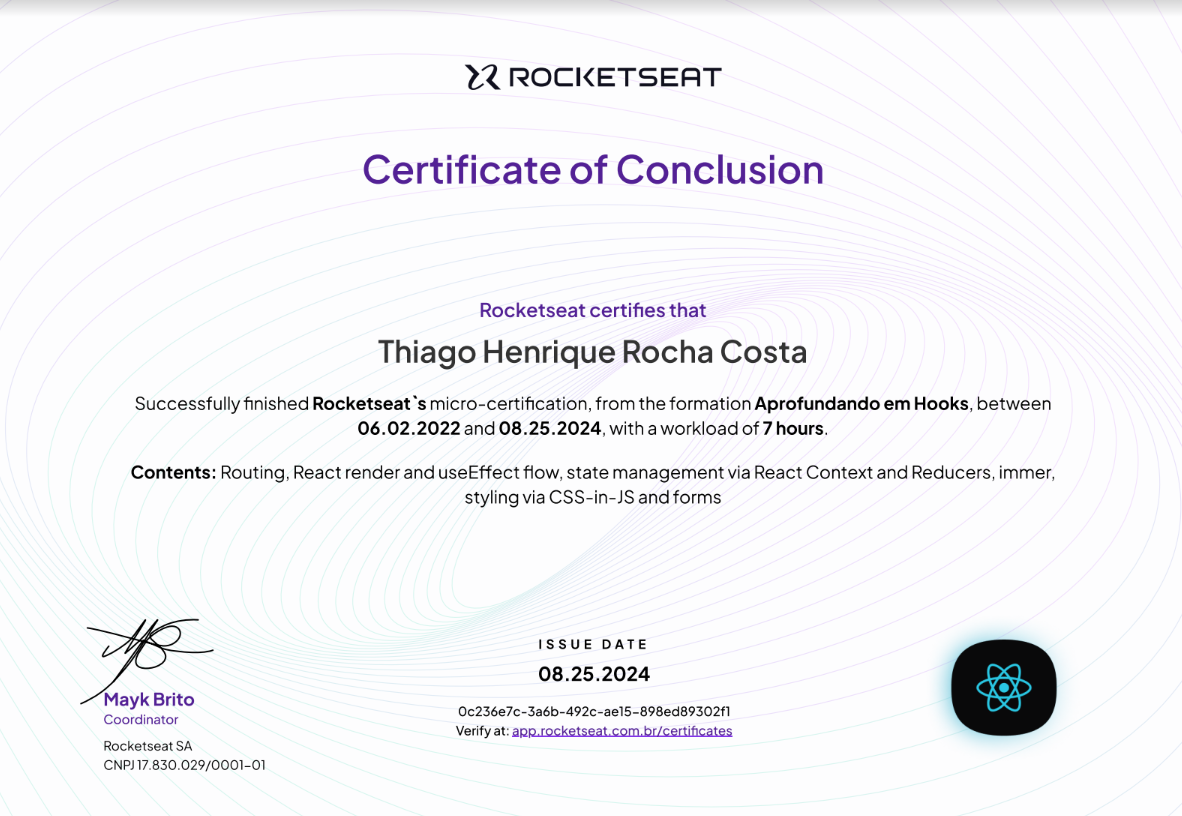 ROCKETSEAT
Certificate of Conclusion
Rocketseat certifies that
Thiago Henrique Rocha Costa
Successfully finished Rocketseat`s micro-certification, from the formation Aprofundando em Hooks, between
06.02.2022 and 08.25.2024, with a workload of 7 hours.
Contents: Routing, React render and useEffect flow, state management via React Context and Reducers, immer,
styling via CSS-in-JS and forms
Mayk Brito
Coordinator
Rocketseat SA
CNPJ 17.830.029/0001-01
ISSUE DATE
08.25.2024
0c236e7c-3a6b-492c-ae15-898ed89302f1
Verify at: app.rocketseat.com.br/certificates